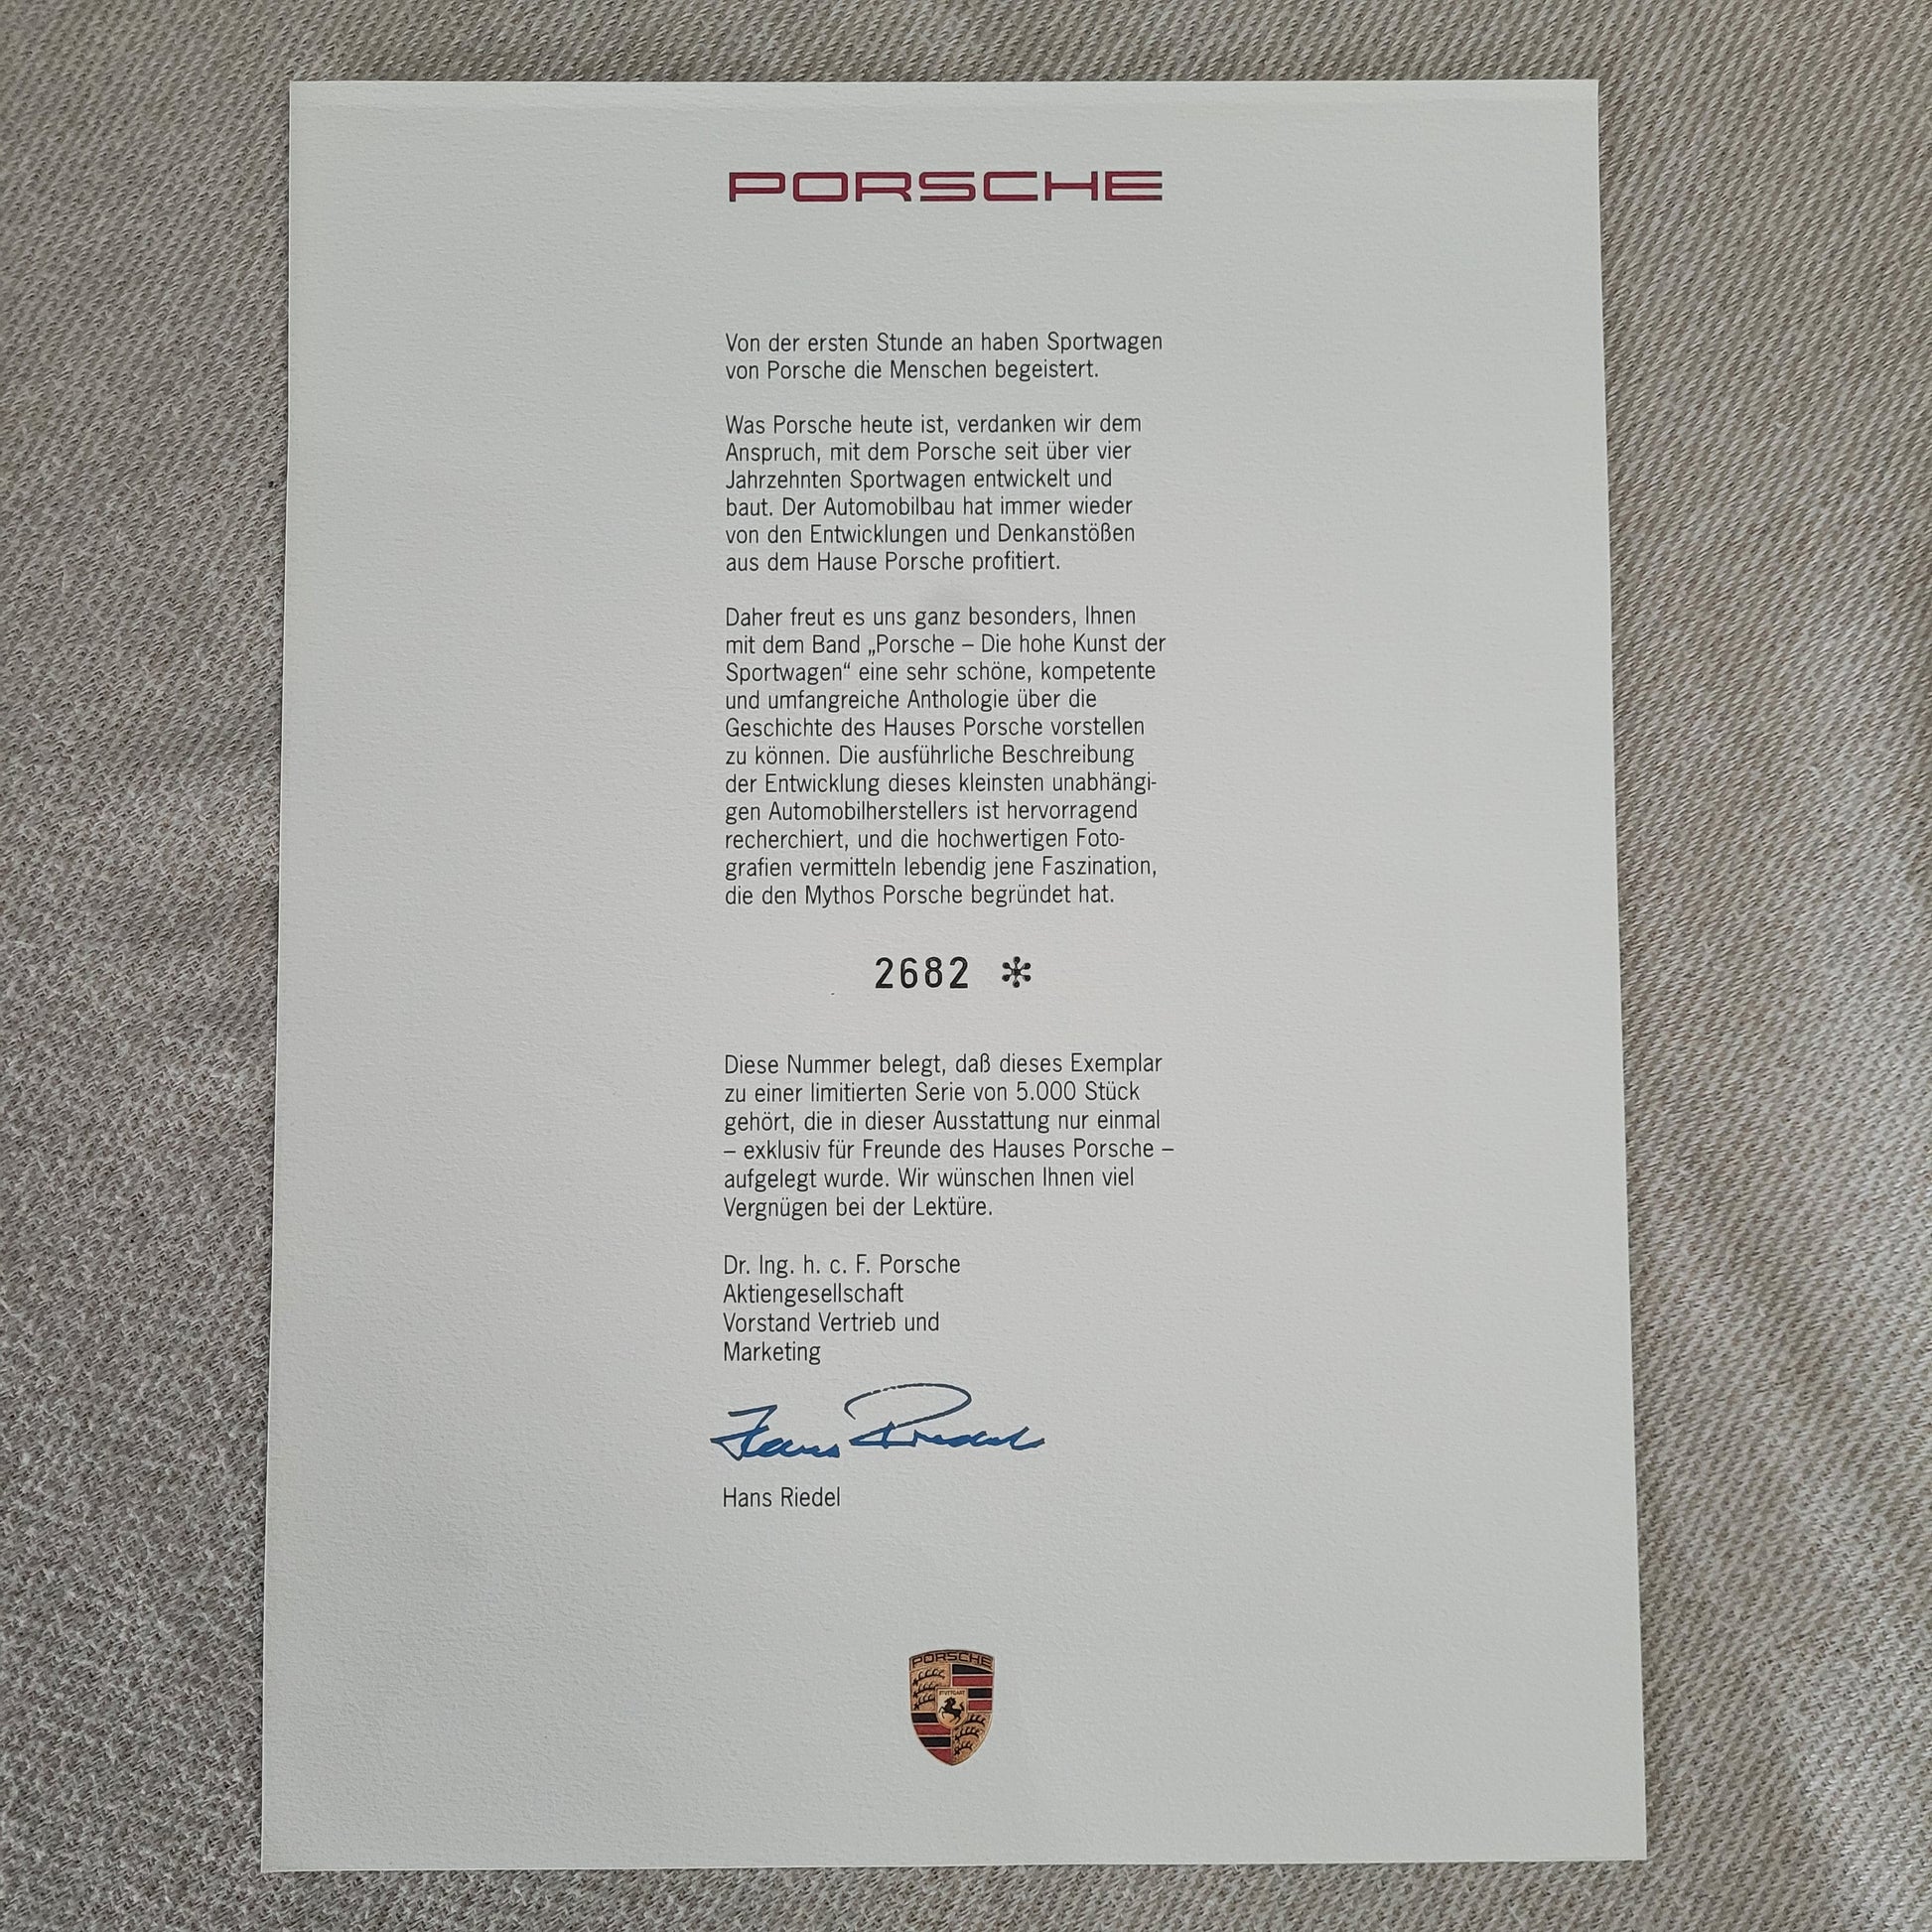 PORSCHE
Von der ersten Stunde an haben Sportwagen
von Porsche die Menschen begeistert.
Was Porsche heute ist, verdanken wir dem
Anspruch, mit dem Porsche seit über vier
Jahrzehnten Sportwagen entwickelt und
baut. Der Automobilbau hat immer wieder
von den Entwicklungen und Denkanstößen
aus dem Hause Porsche profitiert.
Daher freut es uns ganz besonders, Ihnen
mit dem Band „Porsche – Die hohe Kunst der
Sportwagen“ eine sehr schöne, kompetente
und umfangreiche Anthologie über die
Geschichte des Hauses Porsche vorstellen
zu können. Die ausführliche Beschreibung
der Entwicklung dieses kleinsten unabhängi-
gen Automobilherstellers ist hervorragend
recherchiert, und die hochwertigen Foto-
grafien vermitteln lebendig jene Faszination,
die den Mythos Porsche begründet hat.
2682 *
Diese Nummer belegt, daß dieses Exemplar
zu einer limitierten Serie von 5.000 Stück
gehört, die in dieser Ausstattung nur einmal
– exklusiv für Freunde des Hauses Porsche –
aufgelegt wurde. Wir wünschen Ihnen viel
Vergnügen bei der Lektüre.
Dr. Ing. h. c. F. Porsche
Aktiengesellschaft
Vorstand Vertrieb und
Marketing
Hans Riedel
Hans Riedel
PORSCHE
STUTTGART